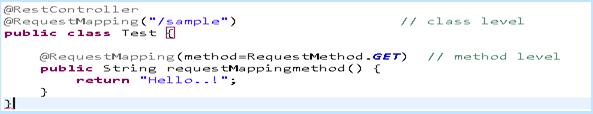 @RestController
@RequestMapping("/sample") // class level
public class Test {
@RequestMapping(method=RequestMethod.GET) // method level
public String requestMappingmethod() {
return "Hello..!";
}
}